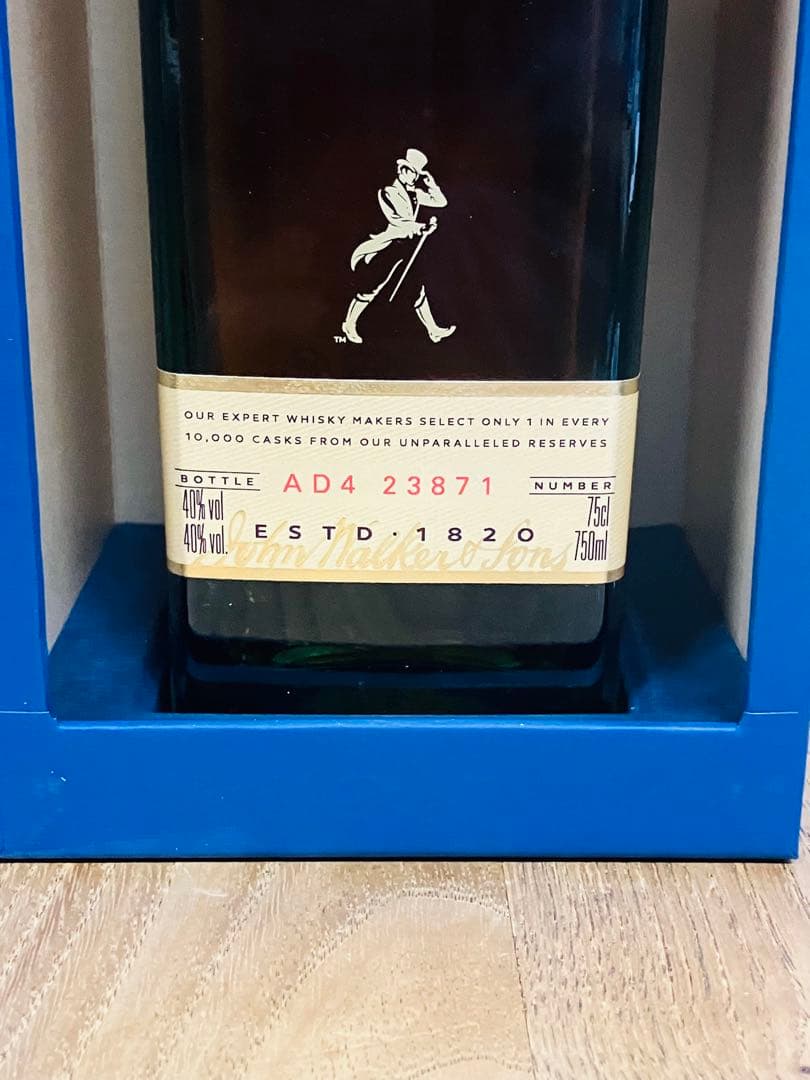 TM
OUR EXPERT WHISKY MAKERS SELECT ONLY 1 IN EVERY
10,000 CASKS FROM OUR UNPARALLELED RESERVES
BOTTLE AD4 23871 NUMBER
40% vol 75cl
ESTD · 1820
40% vol. John Walker & Sons 750ml